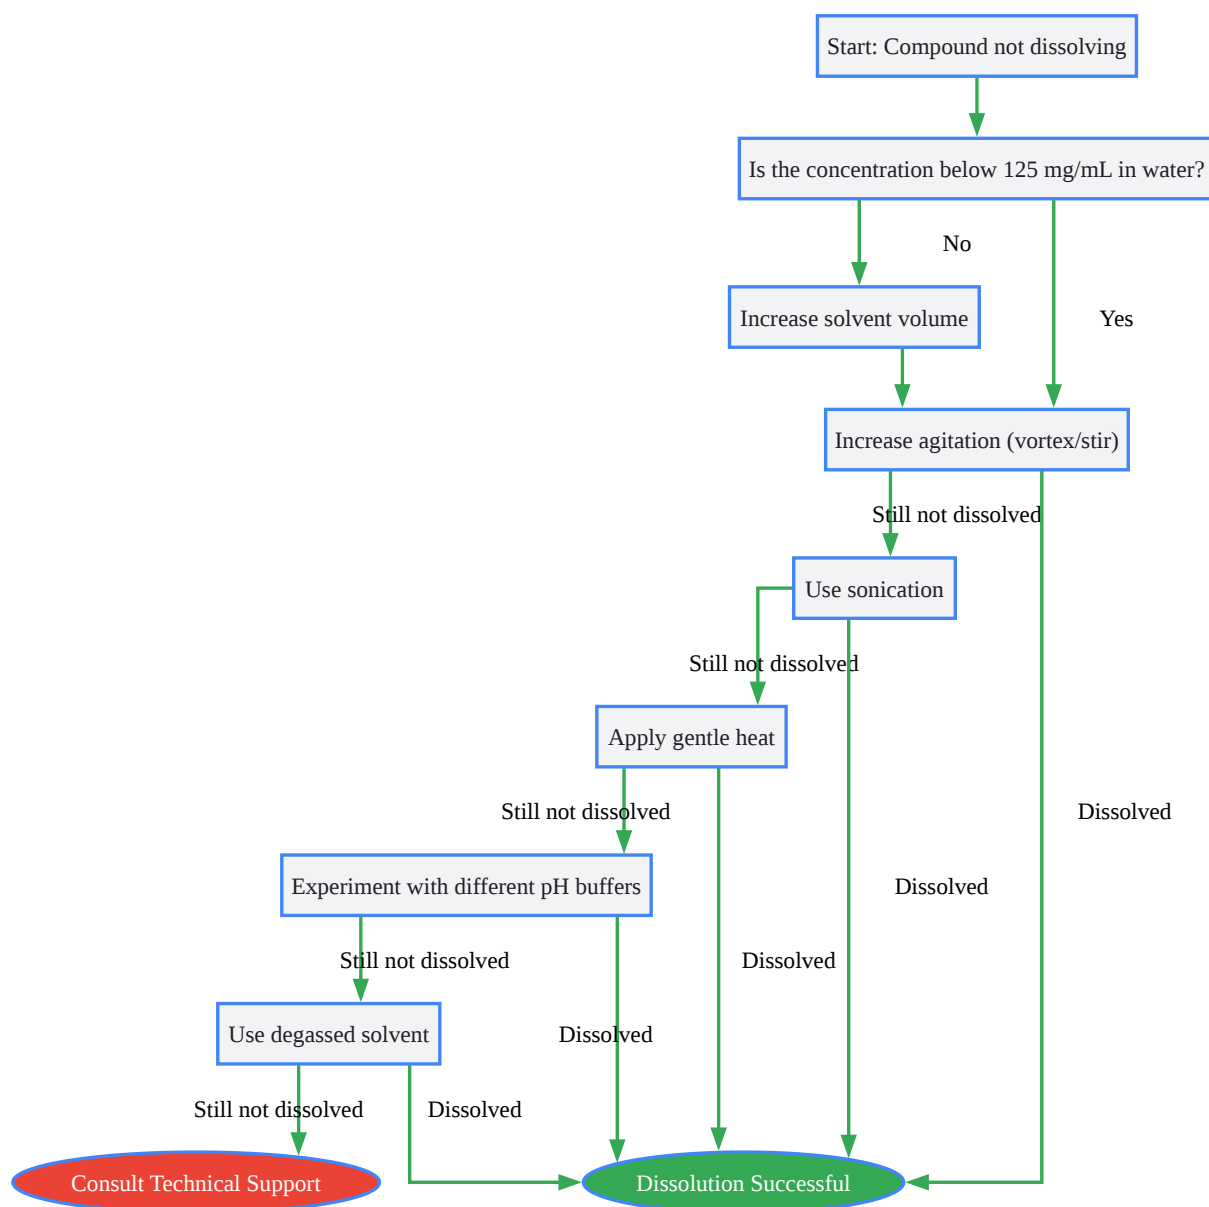 Start: Compound not dissolving
Is the concentration below 125 mg/mL in water?
No
Increase solvent volume
Yes
Increase agitation (vortex/stir)
Still not dissolved
Use sonication
Still not dissolved
Apply gentle heat
Still not dissolved
Dissolved
Experiment with different pH buffers
Dissolved
Still not dissolved
Dissolved
Use degassed solvent
Dissolved
Still not dissolved
Dissolved
Consult Technical Support
Dissolution Successful